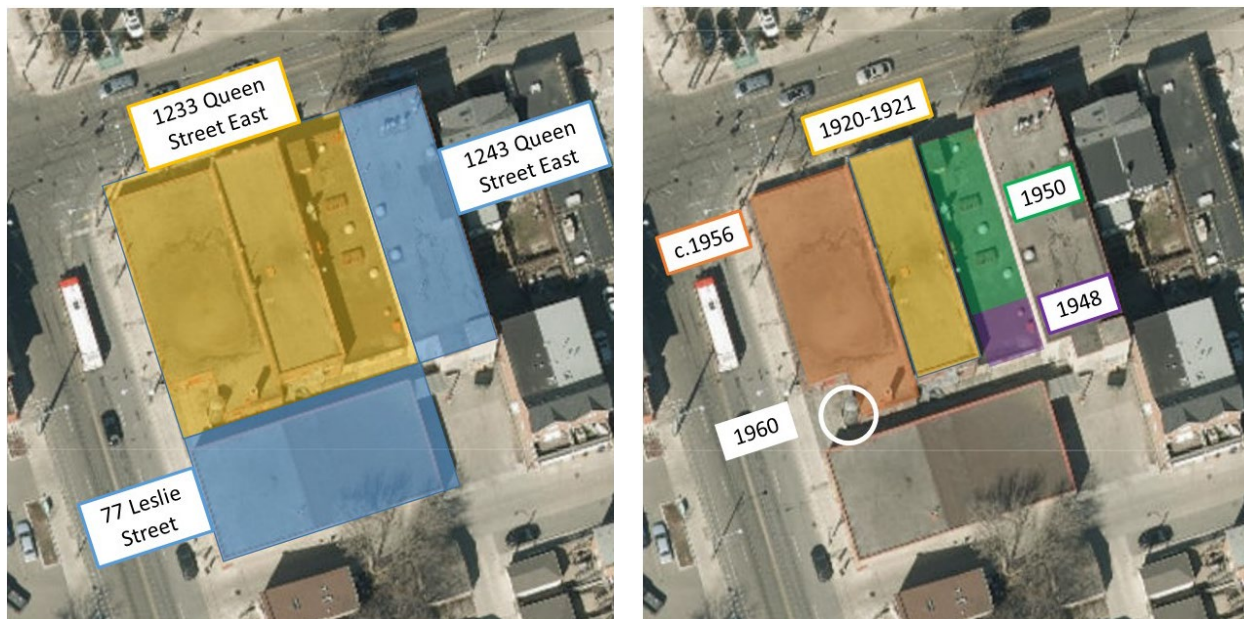 1233 Queen
Street East
1243 Queen
Street East
77 Leslie
Street
1920-1921
1950
c.1956
1948
1960